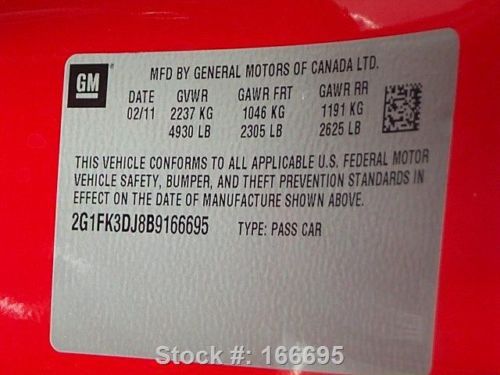 GM
MFD BY GENERAL MOTORS OF CANADA LTD.
DATE GVWR GAWR FRT GAWR RR
02/11 2237 KG 1046 KG 1191 KG
4930 LB 2305 LB 2625 LB
THIS VEHICLE CONFORMS TO ALL APPLICABLE U.S. FEDERAL MOTOR
VEHICLE SAFETY, BUMPER, AND THEFT PREVENTION STANDARDS IN
EFFECT ON THE DATE OF MANUFACTURE SHOWN ABOVE.
2G1FK3DJ8B9166695 TYPE: PASS CAR
Stock #: 166695